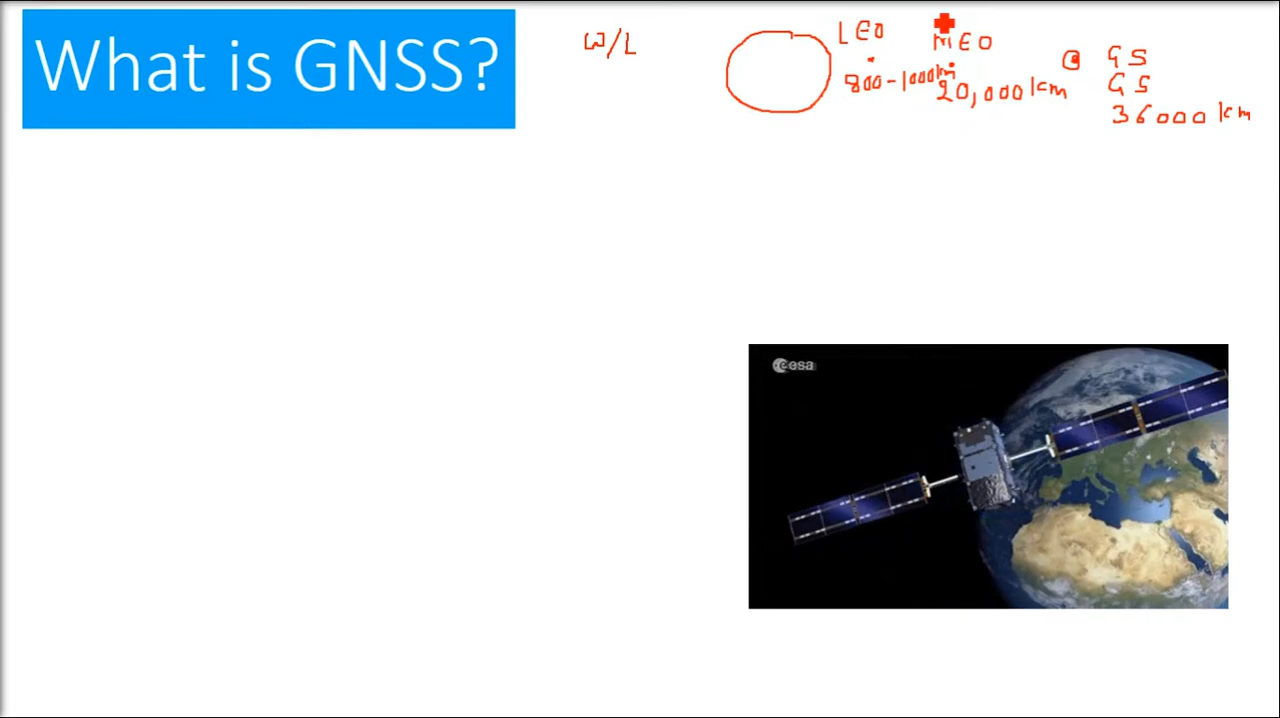 What is GNSS?
W/L
LEO
MEO
800-1000km
20,000km
GS
GS
36000km
esa